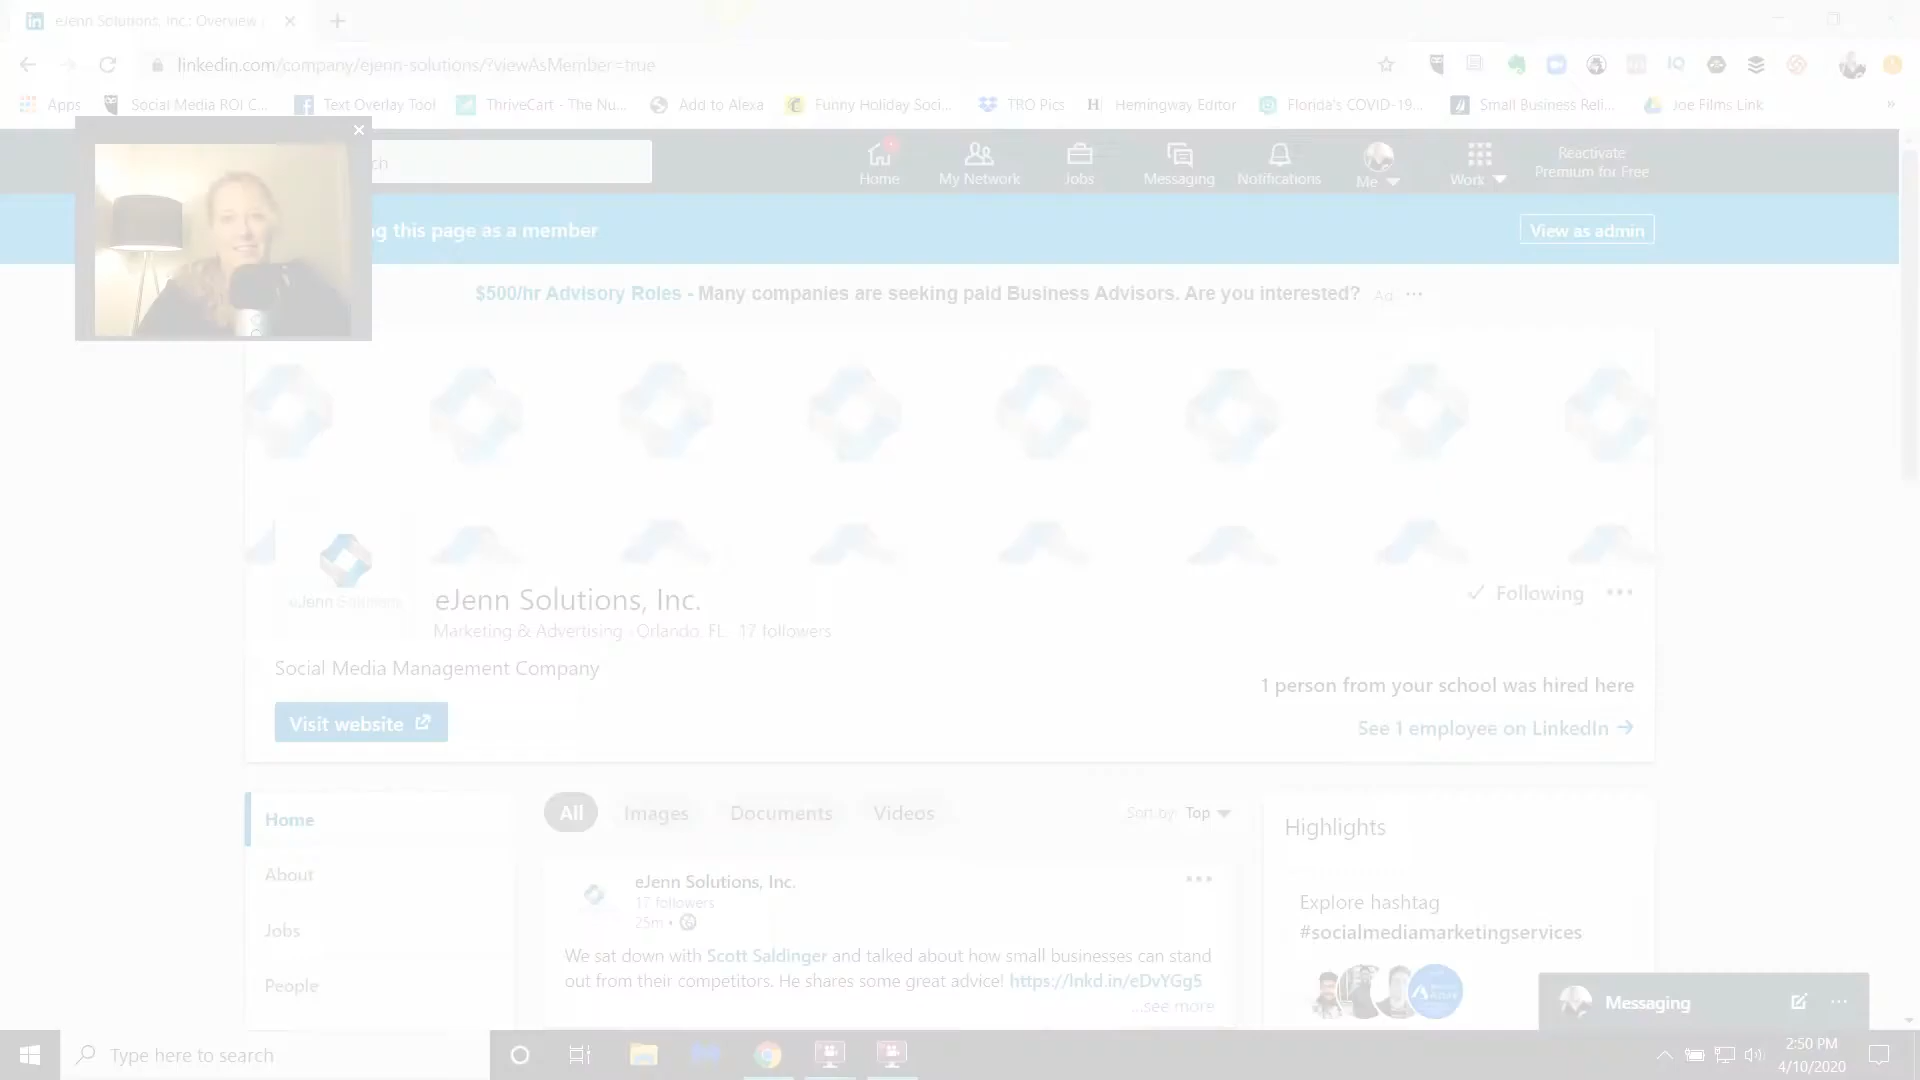 eJenn Solutions, Inc.: Overview
linkedin.com/company/ejenn-solutions/?viewAsMember=true
Apps
Social Media ROI C...
Text Overlay Tool
ThriveCart - The Nu...
Add to Alexa
Funny Holiday Soci...
TRO Pics
Hemingway Editor
Florida's COVID-19...
Small Business Reli...
Joe Films Link
»
ch
Home
My Network
Jobs
Messaging
Notifications
Me
Work
Reactivate
Premium for Free
g this page as a member
View as admin
$500/hr Advisory Roles - Many companies are seeking paid Business Advisors. Are you interested? Ad ...
eJenn Solutions
eJenn Solutions, Inc.
Following
Marketing & Advertising · Orlando, FL · 17 followers
Social Media Management Company
1 person from your school was hired here
Visit website
See 1 employee on LinkedIn
Home
About
Jobs
People
All
Images
Documents
Videos
Sort by: Top
eJenn Solutions, Inc.
17 followers
25m •
We sat down with Scott Saldinger and talked about how small businesses can stand
out from their competitors. He shares some great advice! https://lnkd.in/eDvYGg5
...see more
Highlights
Explore hashtag
#socialmediamarketingservices
Messaging
Type here to search
2:50 PM
4/10/2020